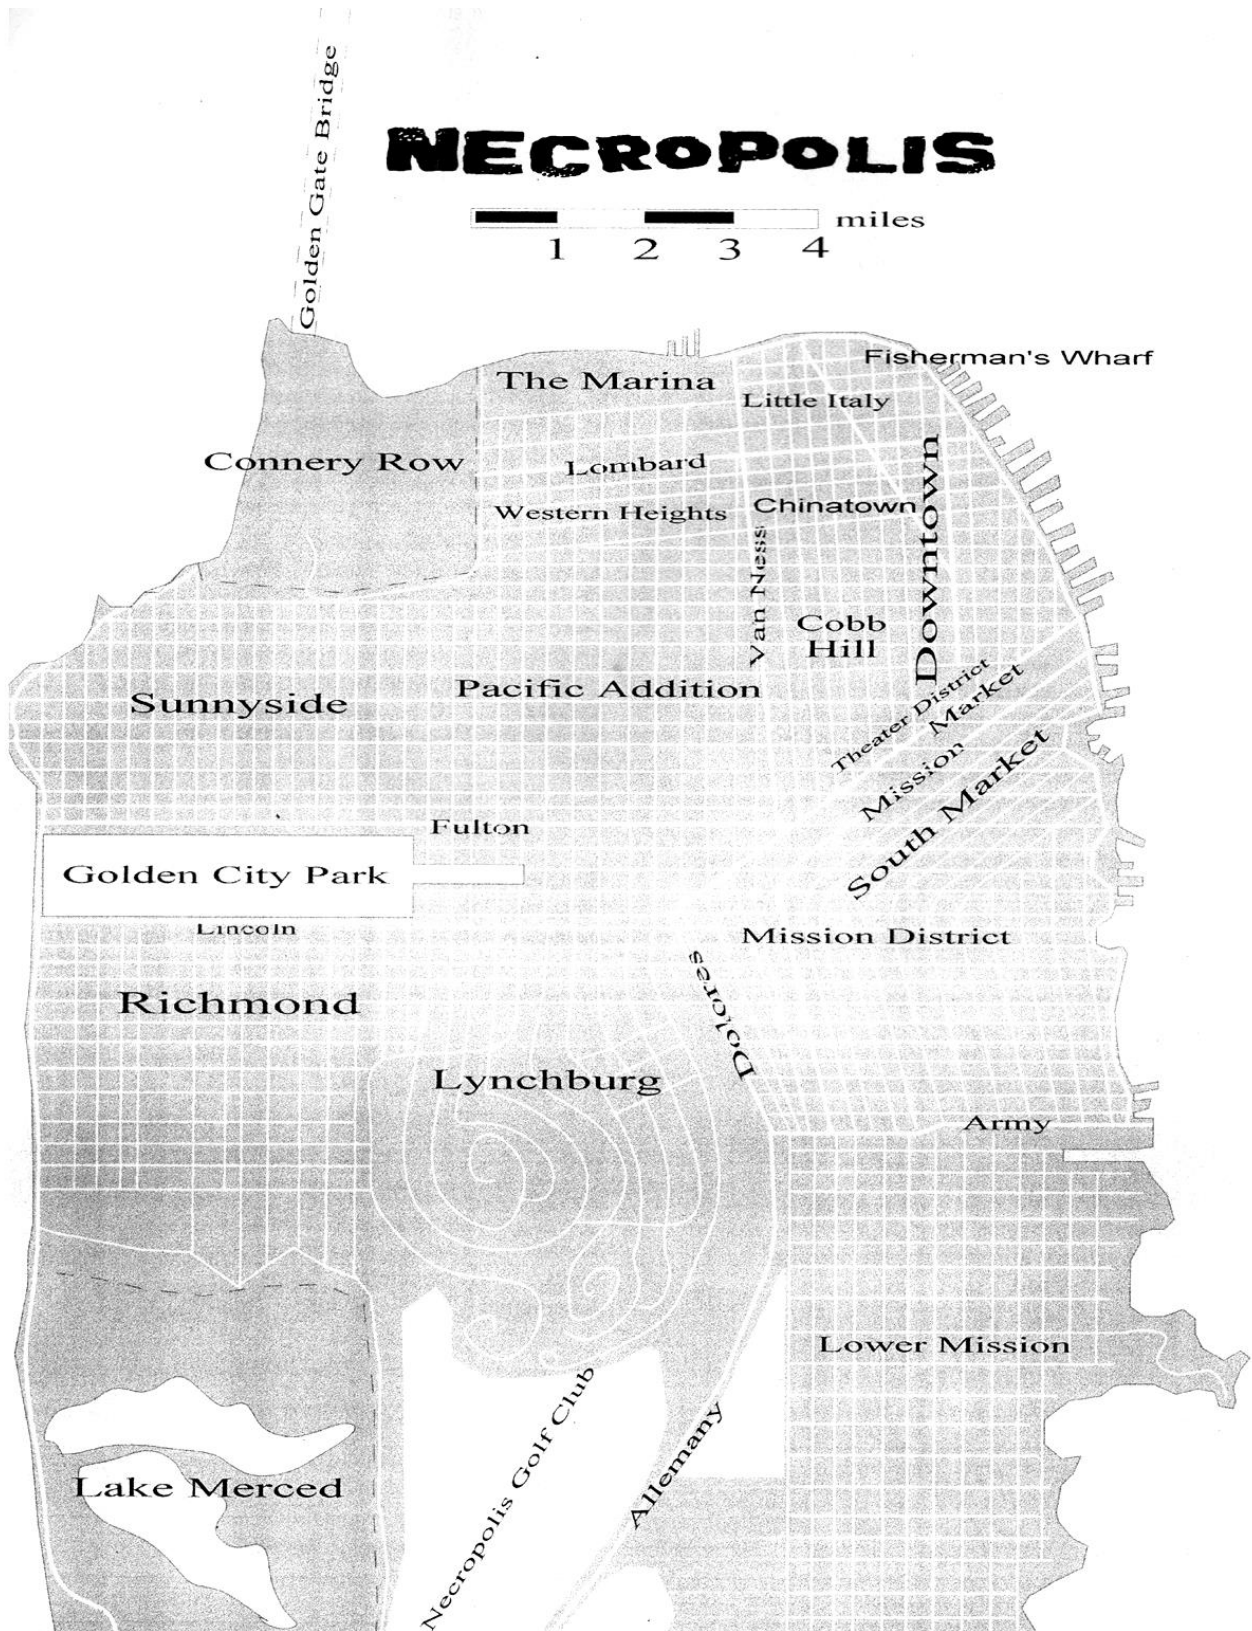 Golden Gate Bridge
NECROPOLIS
miles
1 2 3 4
Fisherman's Wharf
The Marina
Little Italy
Connery Row
Lombard
Downtown
Western Heights
Chinatown
Van Ness
Cobb
Hill
Theater District
Market
Pacific Addition
Sunnyside
Mission
South Market
Fulton
Golden City Park
Lincoln
Mission District
Dolores
Richmond
Lynchburg
Army
Lower Mission
Necropolis Golf Club
Allemany
Lake Merced